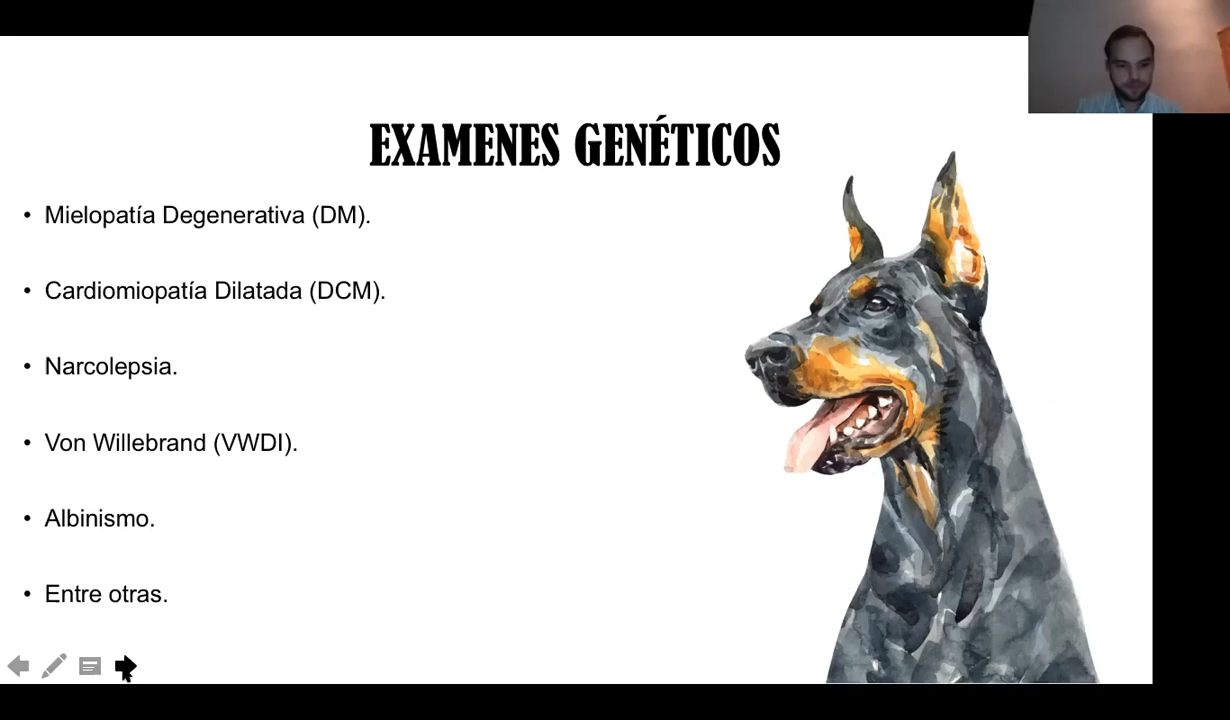 EXAMENES GENÉTICOS
• Mielopatía Degenerativa (DM).
• Cardiomiopatía Dilatada (DCM).
• Narcolepsia.
• Von Willebrand (VWDI).
• Albinismo.
• Entre otras.